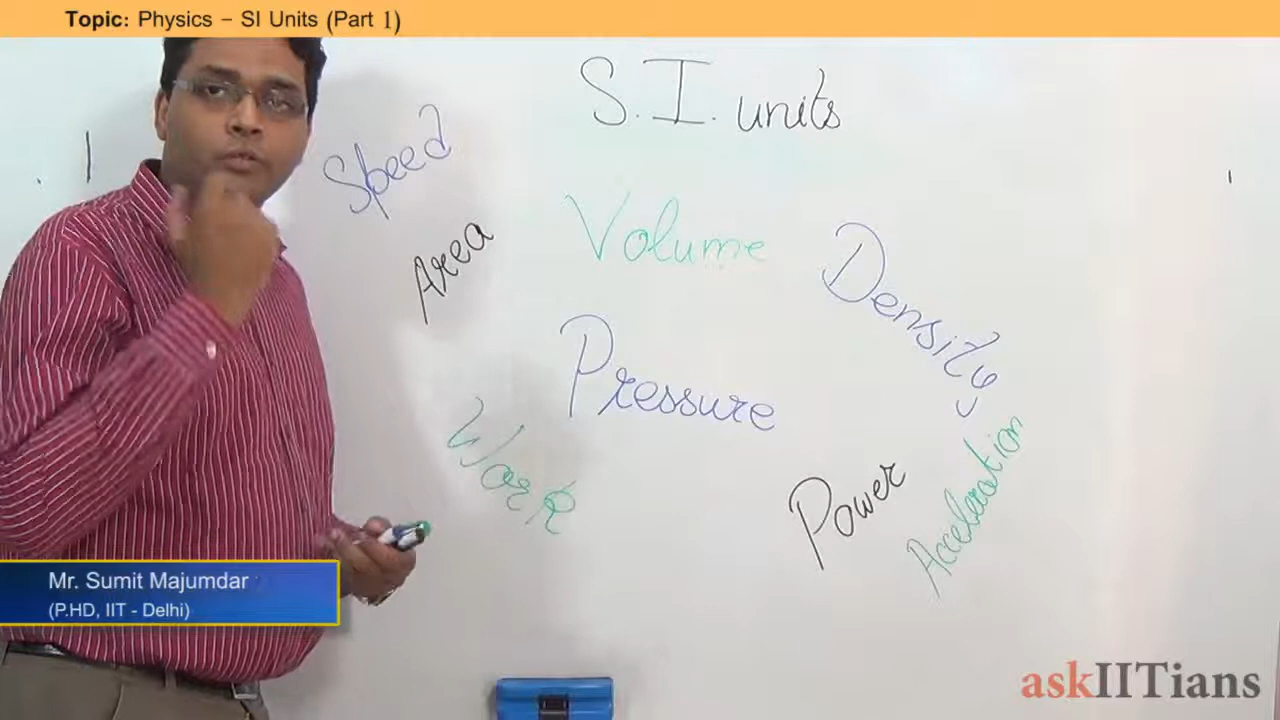 Topic: Physics – SI Units (Part 1)
S.I. units
Speed
Area
Volume
Density
Pressure
Work
Power
Acceleration
Mr. Sumit Majumdar
(P.HD, IIT - Delhi)
askIITians